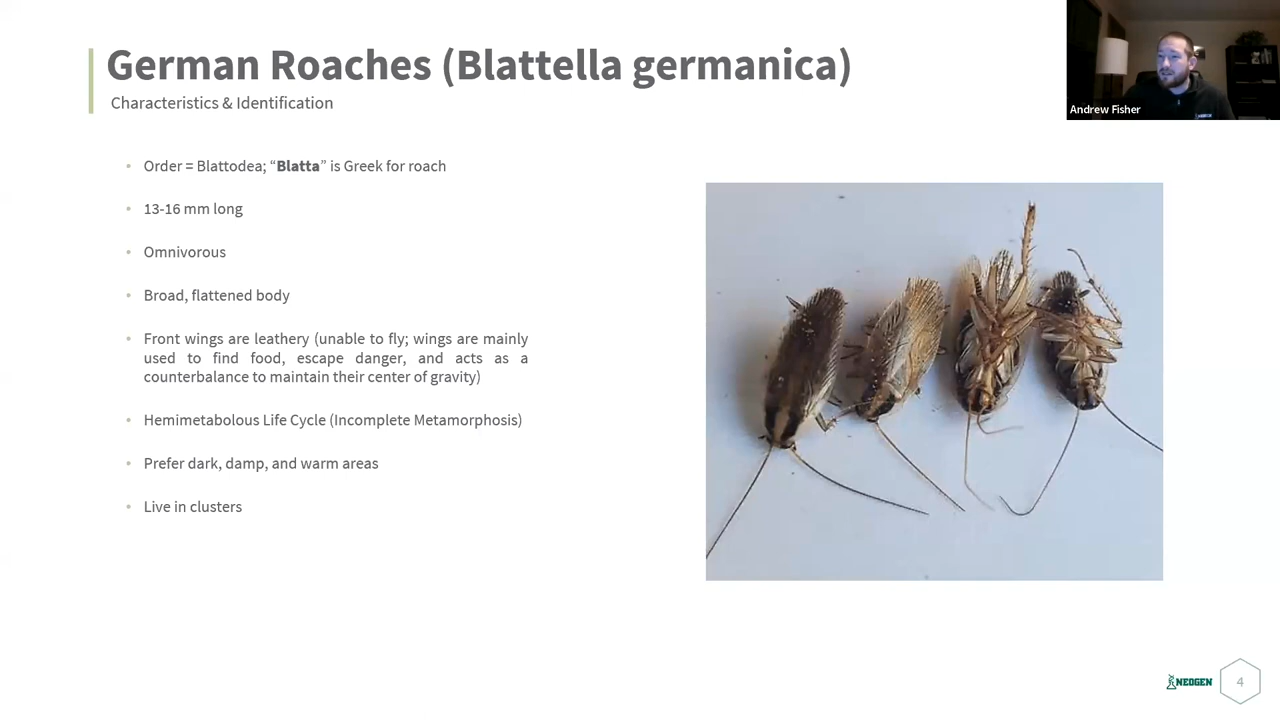 German Roaches (Blattella germanica)
Characteristics & Identification
Andrew Fisher
• Order = Blattodea; “Blatta” is Greek for roach
• 13-16 mm long
• Omnivorous
• Broad, flattened body
• Front wings are leathery (unable to fly; wings are mainly
used to find food, escape danger, and acts as a
counterbalance to maintain their center of gravity)
• Hemimetabolous Life Cycle (Incomplete Metamorphosis)
• Prefer dark, damp, and warm areas
• Live in clusters
NEOGEN
4